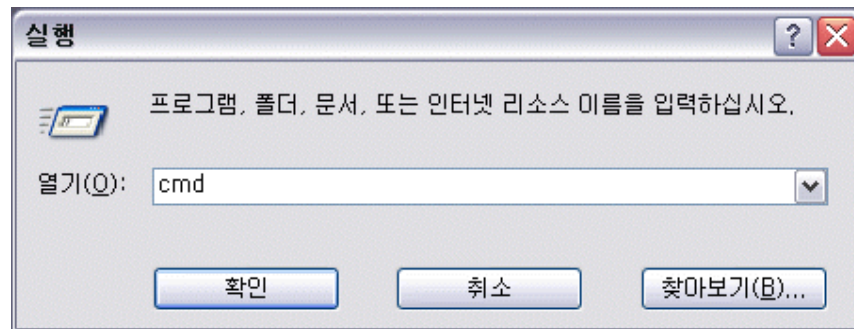 실행
프로그램, 폴더, 문서, 또는 인터넷 리소스 이름을 입력하십시오.
열기(O): cmd
확인 취소 찾아보기(B)...